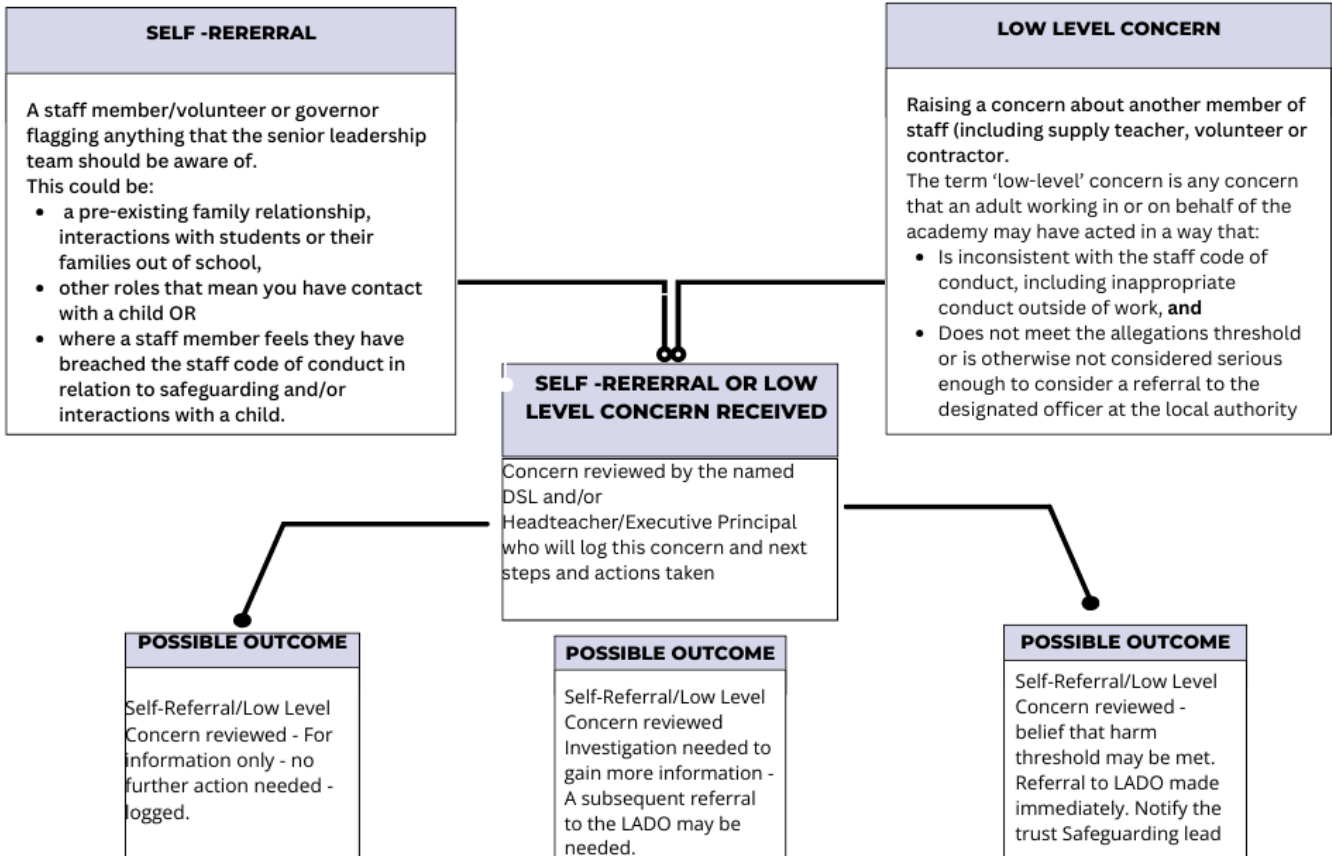 SELF -RERERRAL
A staff member/volunteer or governor
flagging anything that the senior leadership
team should be aware of.
This could be:
• a pre-existing family relationship,
interactions with students or their
families out of school,
• other roles that mean you have contact
with a child OR
• where a staff member feels they have
breached the staff code of conduct in
relation to safeguarding and/or
interactions with a child.
LOW LEVEL CONCERN
Raising a concern about another member of
staff (including supply teacher, volunteer or
contractor.
The term ‘low-level’ concern is any concern
that an adult working in or on behalf of the
academy may have acted in a way that:
• Is inconsistent with the staff code of
conduct, including inappropriate
conduct outside of work, and
• Does not meet the allegations threshold
or is otherwise not considered serious
enough to consider a referral to the
designated officer at the local authority
SELF -RERERRAL OR LOW
LEVEL CONCERN RECEIVED
Concern reviewed by the named
DSL and/or
Headteacher/Executive Principal
who will log this concern and next
steps and actions taken
POSSIBLE OUTCOME
Self-Referral/Low Level
Concern reviewed - For
information only - no
further action needed -
logged.
POSSIBLE OUTCOME
Self-Referral/Low Level
Concern reviewed
Investigation needed to
gain more information -
A subsequent referral
to the LADO may be
needed.
POSSIBLE OUTCOME
Self-Referral/Low Level
Concern reviewed -
belief that harm
threshold may be met.
Referral to LADO made
immediately. Notify the
trust Safeguarding lead